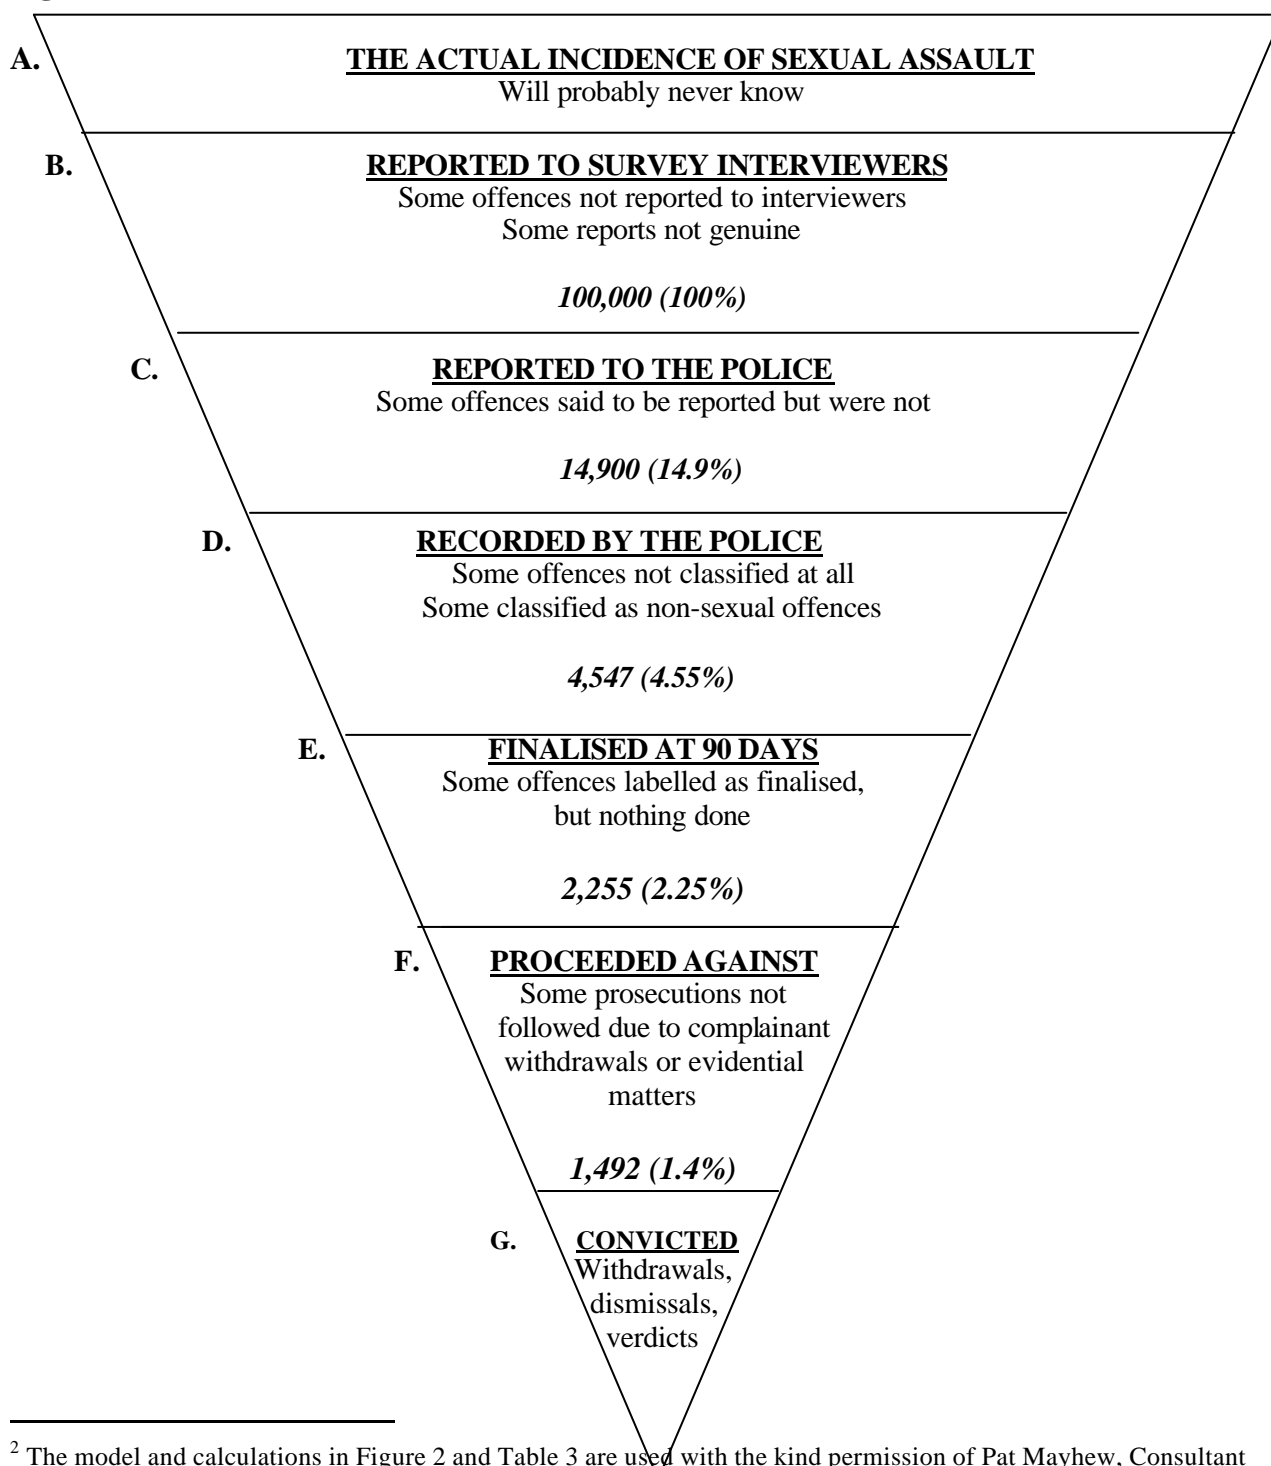 A.
THE ACTUAL INCIDENCE OF SEXUAL ASSAULT
Will probably never know
B.
REPORTED TO SURVEY INTERVIEWERS
Some offences not reported to interviewers
Some reports not genuine
100,000 (100%)
C.
REPORTED TO THE POLICE
Some offences said to be reported but were not
14,900 (14.9%)
D.
RECORDED BY THE POLICE
Some offences not classified at all
Some classified as non-sexual offences
4,547 (4.55%)
E.
FINALISED AT 90 DAYS
Some offences labelled as finalised,
but nothing done
2,255 (2.25%)
F.
PROCEEDED AGAINST
Some prosecutions not
followed due to complainant
withdrawals or evidential
matters
1,492 (1.4%)
G.
CONVICTED
Withdrawals,
dismissals,
verdicts
2 The model and calculations in Figure 2 and Table 3 are used with the kind permission of Pat Mayhew, Consultant